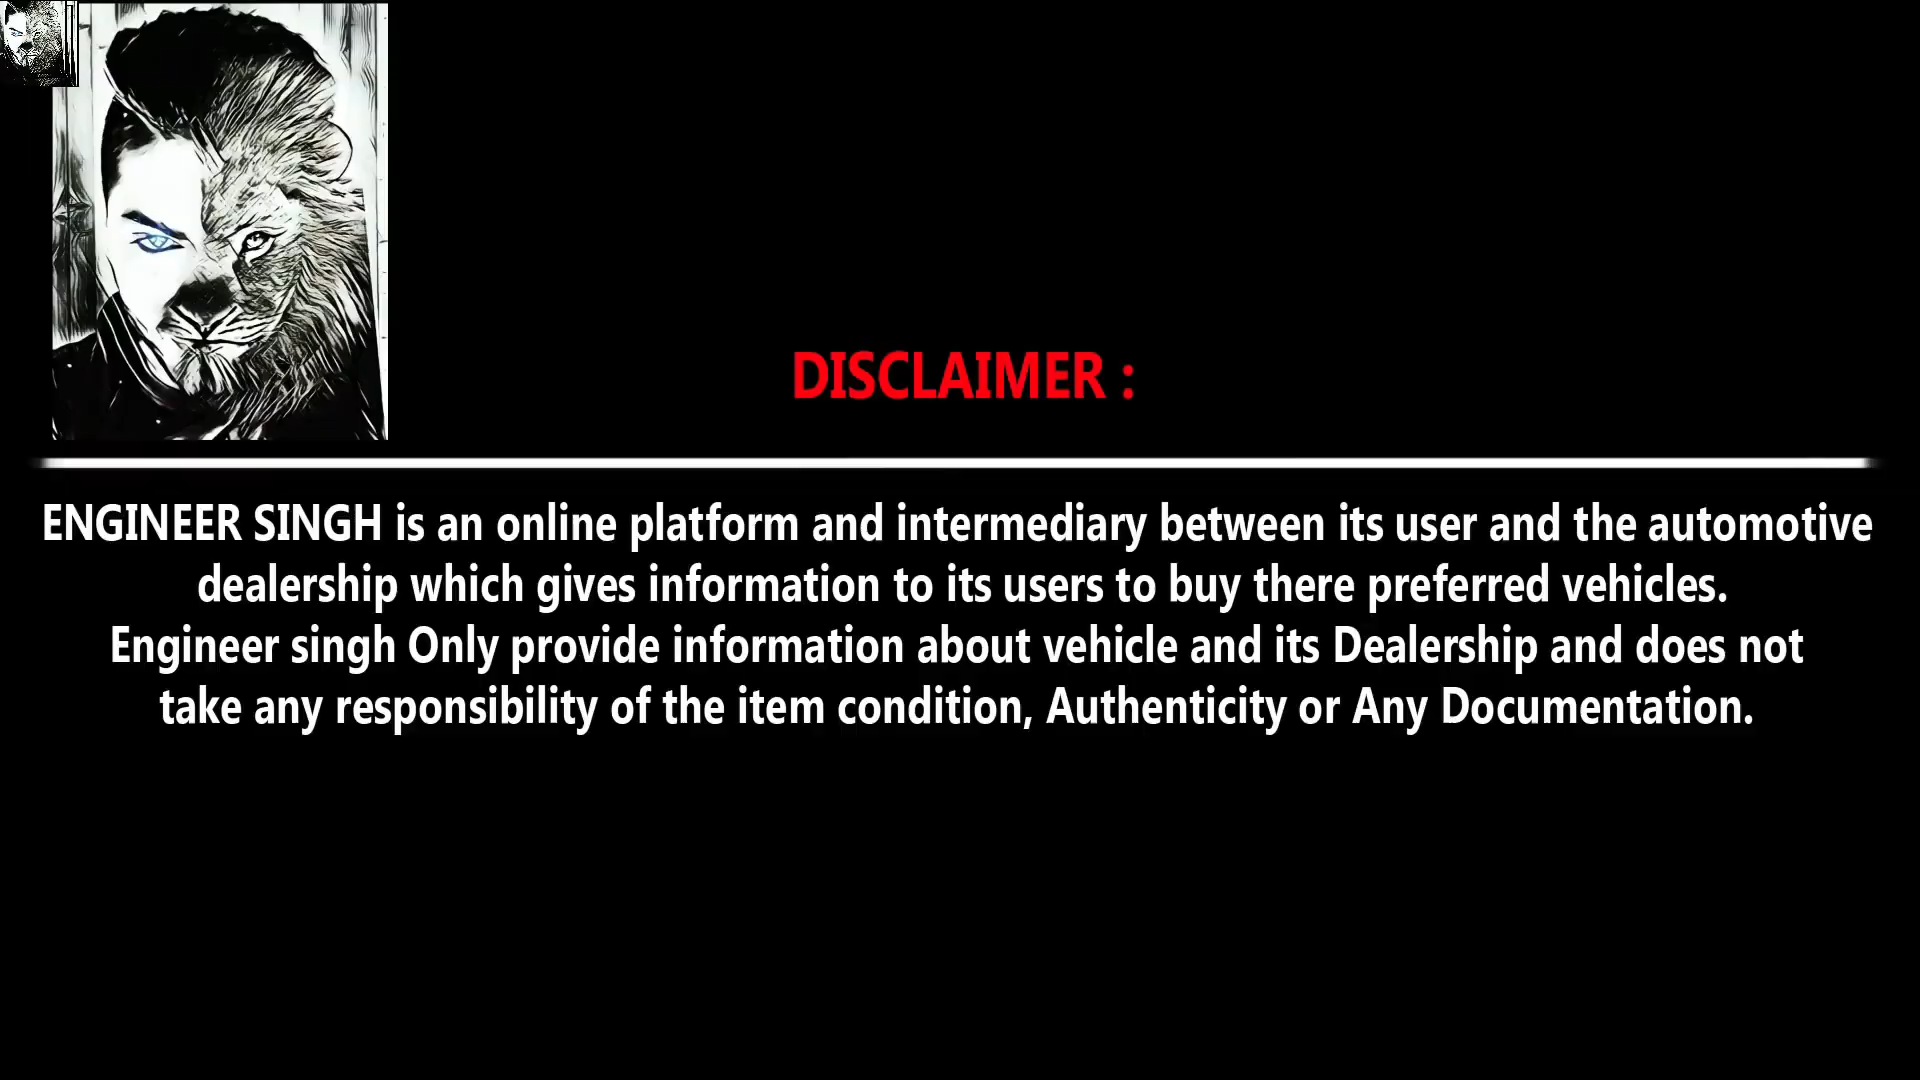 DISCLAIMER :
ENGINEER SINGH is an online platform and intermediary between its user and the automotive
dealership which gives information to its users to buy there preferred vehicles.
Engineer singh Only provide information about vehicle and its Dealership and does not
take any responsibility of the item condition, Authenticity or Any Documentation.